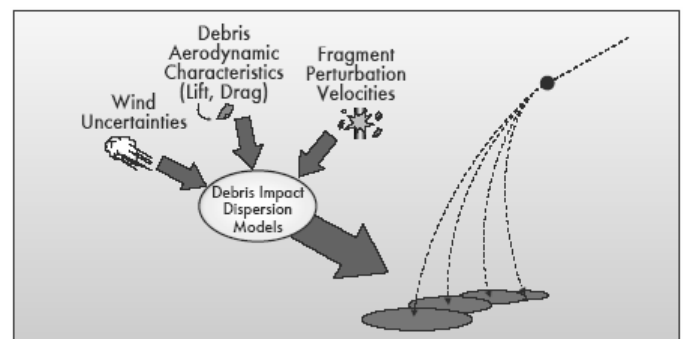 Wind
Uncertainties
Debris
Aerodynamic
Characteristics
(Lift, Drag)
Fragment
Perturbation
Velocities
Debris Impact
Dispersion
Models